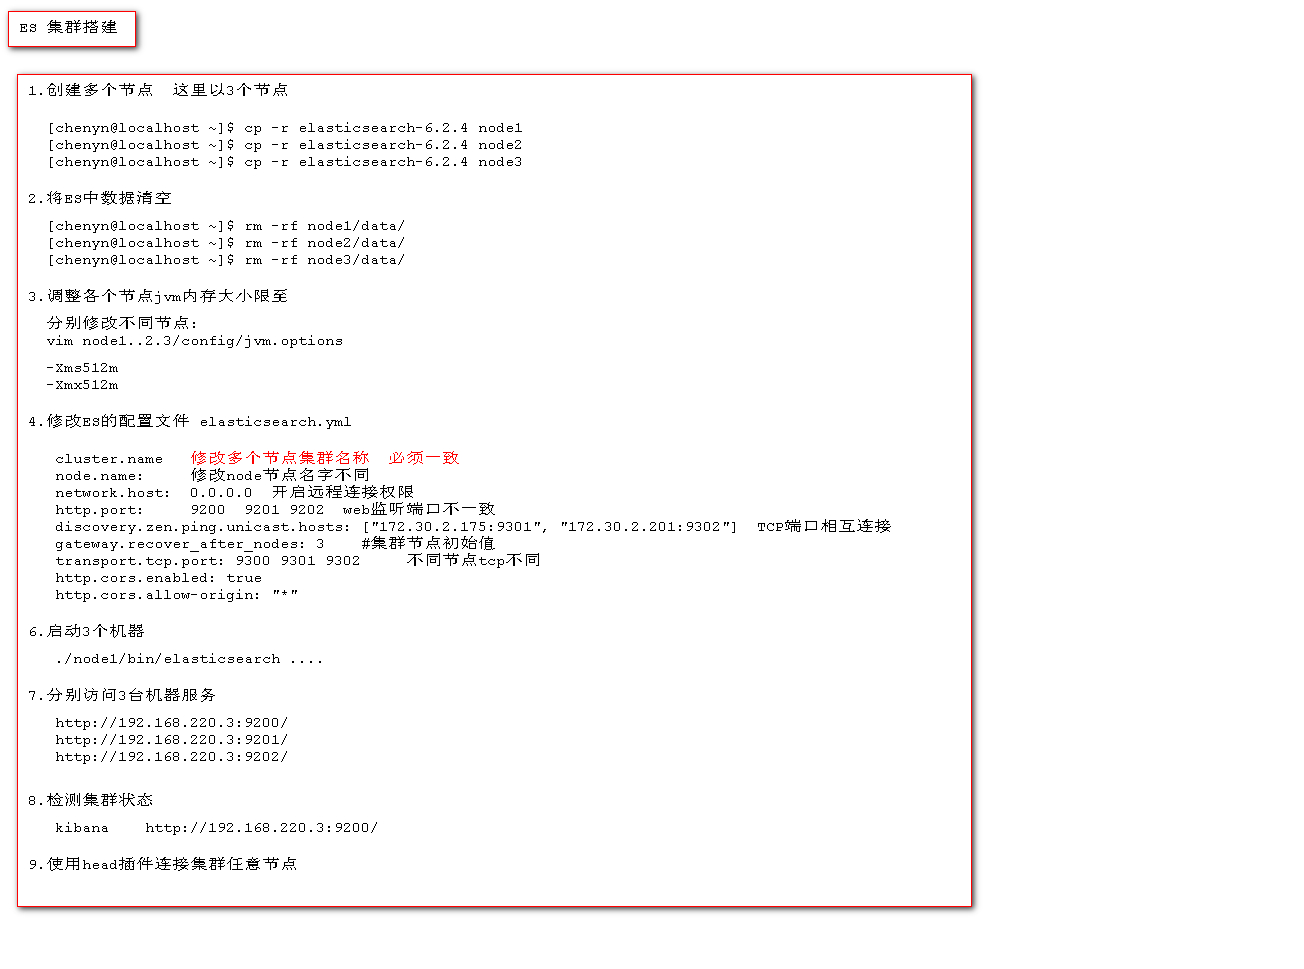 ES 集群搭建
1.创建多个节点  这里以3个节点
[chenyn@localhost ~]$ cp -r elasticsearch-6.2.4 node1
[chenyn@localhost ~]$ cp -r elasticsearch-6.2.4 node2
[chenyn@localhost ~]$ cp -r elasticsearch-6.2.4 node3
2.将ES中数据清空
[chenyn@localhost ~]$ rm -rf node1/data/
[chenyn@localhost ~]$ rm -rf node2/data/
[chenyn@localhost ~]$ rm -rf node3/data/
3.调整各个节点jvm内存大小限至
分别修改不同节点:
vim node1..2.3/config/jvm.options
-Xms512m
-Xmx512m
4.修改ES的配置文件 elasticsearch.yml
cluster.name   修改多个节点集群名称  必须一致
node.name:     修改node节点名字不同
network.host:  0.0.0.0  开启远程连接权限
http.port:     9200  9201 9202  web监听端口不一致
discovery.zen.ping.unicast.hosts: ["172.30.2.175:9301", "172.30.2.201:9302"]  TCP端口相互连接
gateway.recover_after_nodes: 3    #集群节点初始值
transport.tcp.port: 9300 9301 9302     不同节点tcp不同
http.cors.enabled: true
http.cors.allow-origin: "*"
6.启动3个机器
./node1/bin/elasticsearch ....
7.分别访问3台机器服务
http://192.168.220.3:9200/
http://192.168.220.3:9201/
http://192.168.220.3:9202/
8.检测集群状态
kibana    http://192.168.220.3:9200/
9.使用head插件连接集群任意节点